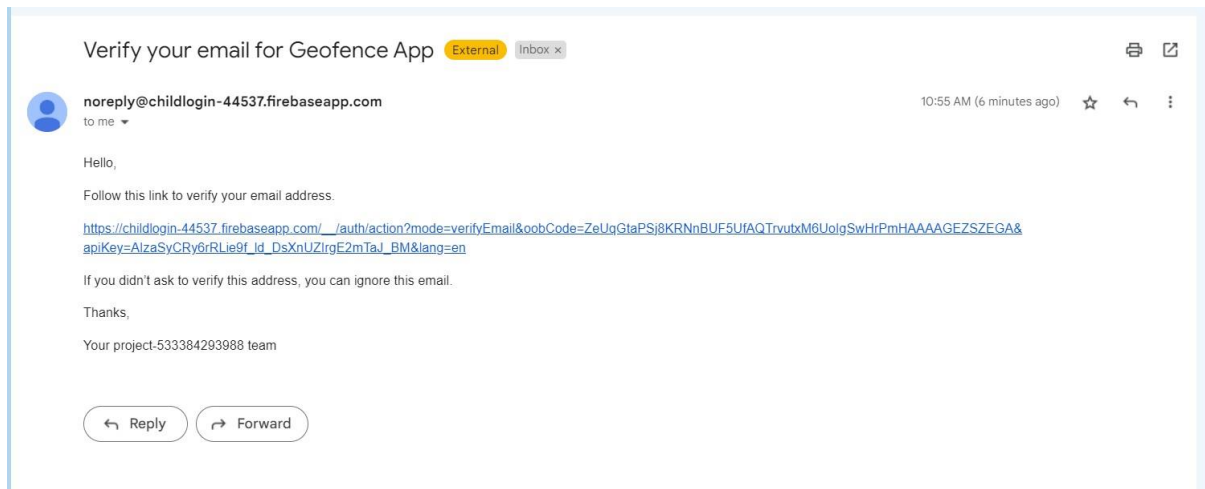 Verify your email for Geofence App External Inbox ×
noreply@childlogin-44537.firebaseapp.com 10:55 AM (6 minutes ago)
to me
Hello,
Follow this link to verify your email address.
https://childlogin-44537.firebaseapp.com/__/auth/action?mode=verifyEmail&oobCode=ZeUqGtaPSj8KRNnBUF5UfAQTrvutxM6UoIgSwHrPmHAAAAGEZSZEGA&
apiKey=AIzaSyCRy6rRLie9f_ld_DsXnUZIrgE2mTaJ_BM&lang=en
If you didn't ask to verify this address, you can ignore this email.
Thanks,
Your project-533384293988 team
Reply Forward